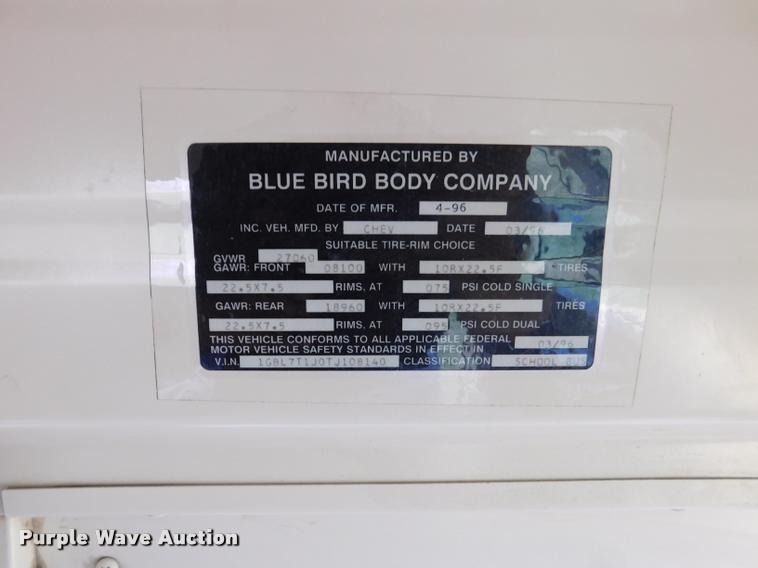 MANUFACTURED BY
BLUE BIRD BODY COMPANY
DATE OF MFR. 4-96
INC. VEH. MFD. BY CHEV DATE 03/96
SUITABLE TIRE-RIM CHOICE
GVWR 27060
GAWR: FRONT 08100 WITH 10RX22.5F TIRES
22.5X7.5 RIMS, AT 075 PSI COLD SINGLE
GAWR: REAR 18960 WITH 10RX22.5F TIRES
22.5X7.5 RIMS, AT 095 PSI COLD DUAL
THIS VEHICLE CONFORMS TO ALL APPLICABLE FEDERAL
MOTOR VEHICLE SAFETY STANDARDS IN EFFECT IN 03/96
V.I.N. 1GBL7T1J0TJ108140 CLASSIFICATION SCHOOL BUS
Purple Wave Auction